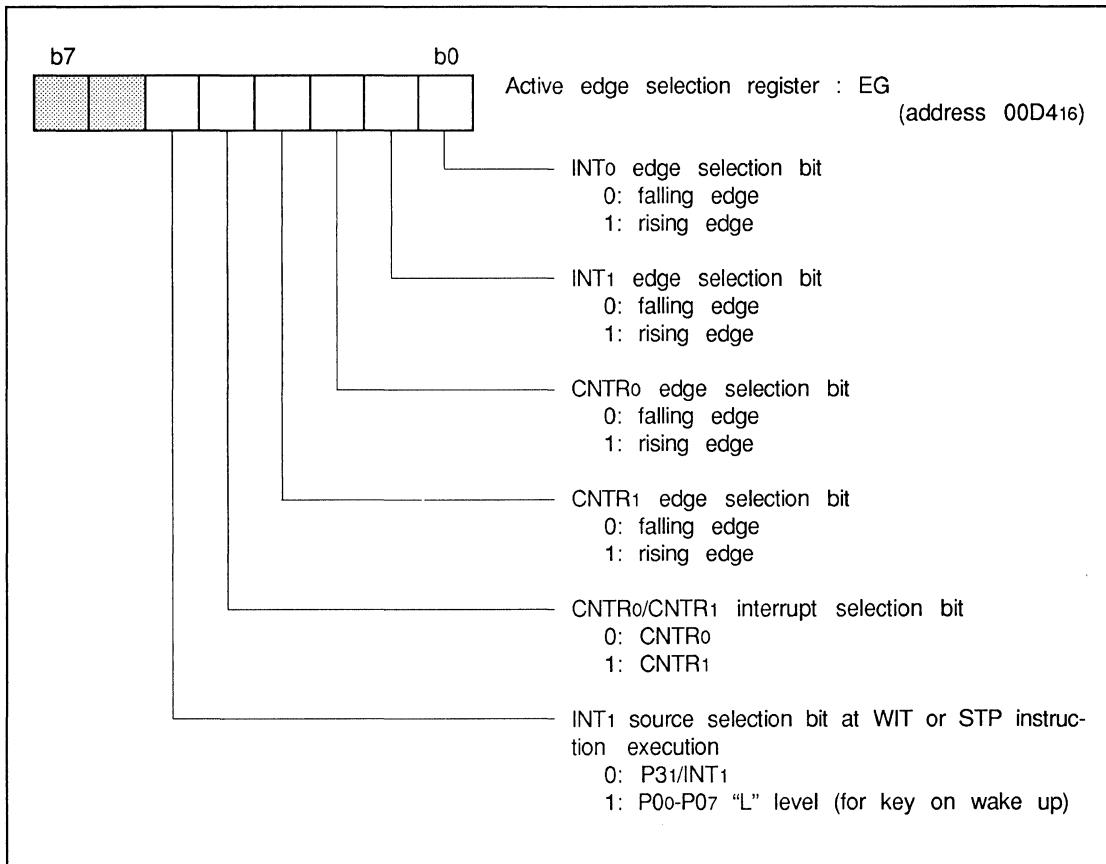 b7 b0
Active edge selection register : EG
(address 00D416)
INT0 edge selection bit
0: falling edge
1: rising edge
INT1 edge selection bit
0: falling edge
1: rising edge
CNTR0 edge selection bit
0: falling edge
1: rising edge
CNTR1 edge selection bit
0: falling edge
1: rising edge
CNTR0/CNTR1 interrupt selection bit
0: CNTR0
1: CNTR1
INT1 source selection bit at WIT or STP instruc-
tion execution
0: P31/INT1
1: P00-P07 “L” level (for key on wake up)